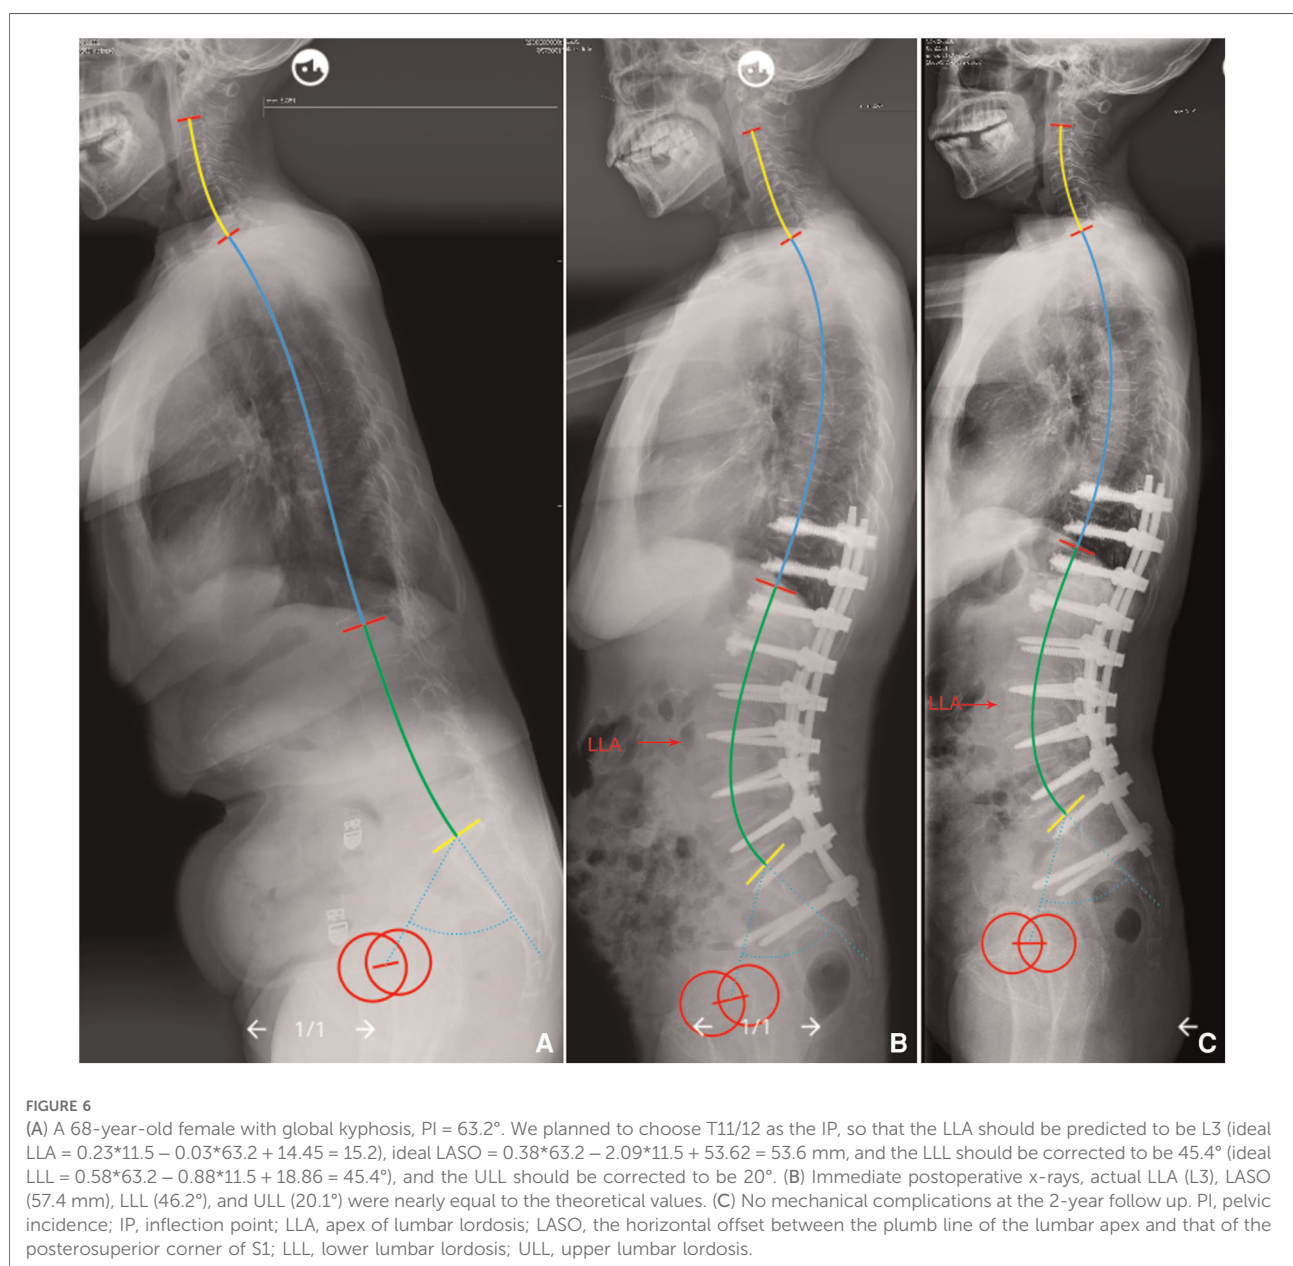 LLA
LLA
1/1
1/1
A
B
C
FIGURE 6
(A) A 68-year-old female with global kyphosis, PI = 63.2°. We planned to choose T11/12 as the IP, so that the LLA should be predicted to be L3 (ideal
LLA = 0.23*11.5 – 0.03*63.2 + 14.45 = 15.2), ideal LASO = 0.38*63.2 – 2.09*11.5 + 53.62 = 53.6 mm, and the LLL should be corrected to be 45.4° (ideal
LLL = 0.58*63.2 – 0.88*11.5 + 18.86 = 45.4°), and the ULL should be corrected to be 20°. (B) Immediate postoperative x-rays, actual LLA (L3), LASO
(57.4 mm), LLL (46.2°), and ULL (20.1°) were nearly equal to the theoretical values. (C) No mechanical complications at the 2-year follow up. PI, pelvic
incidence; IP, inflection point; LLA, apex of lumbar lordosis; LASO, the horizontal offset between the plumb line of the lumbar apex and that of the
posterosuperior corner of S1; LLL, lower lumbar lordosis; ULL, upper lumbar lordosis.